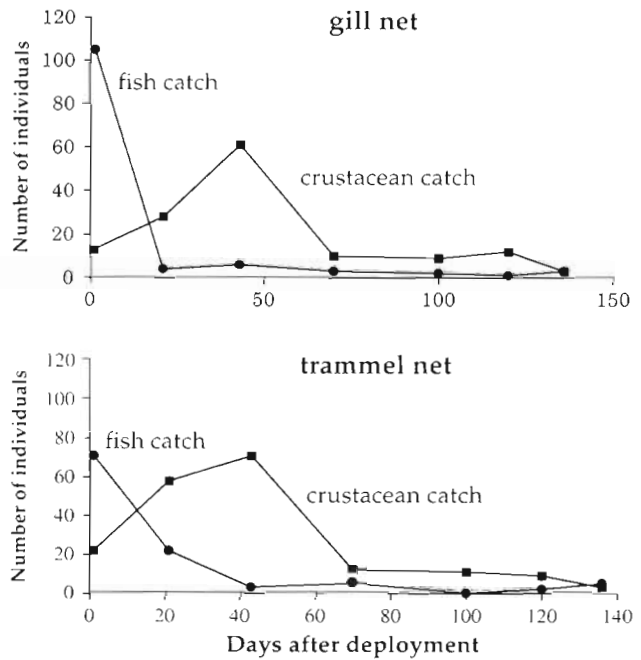 gill net
120
100
80
60
40
20
0
Number of individuals
fish catch
crustacean catch
0 50 100 150
trammel net
120
100
80
60
40
20
0
Number of individuals
fish catch
crustacean catch
0 20 40 60 80 100 120 140
Days after deployment